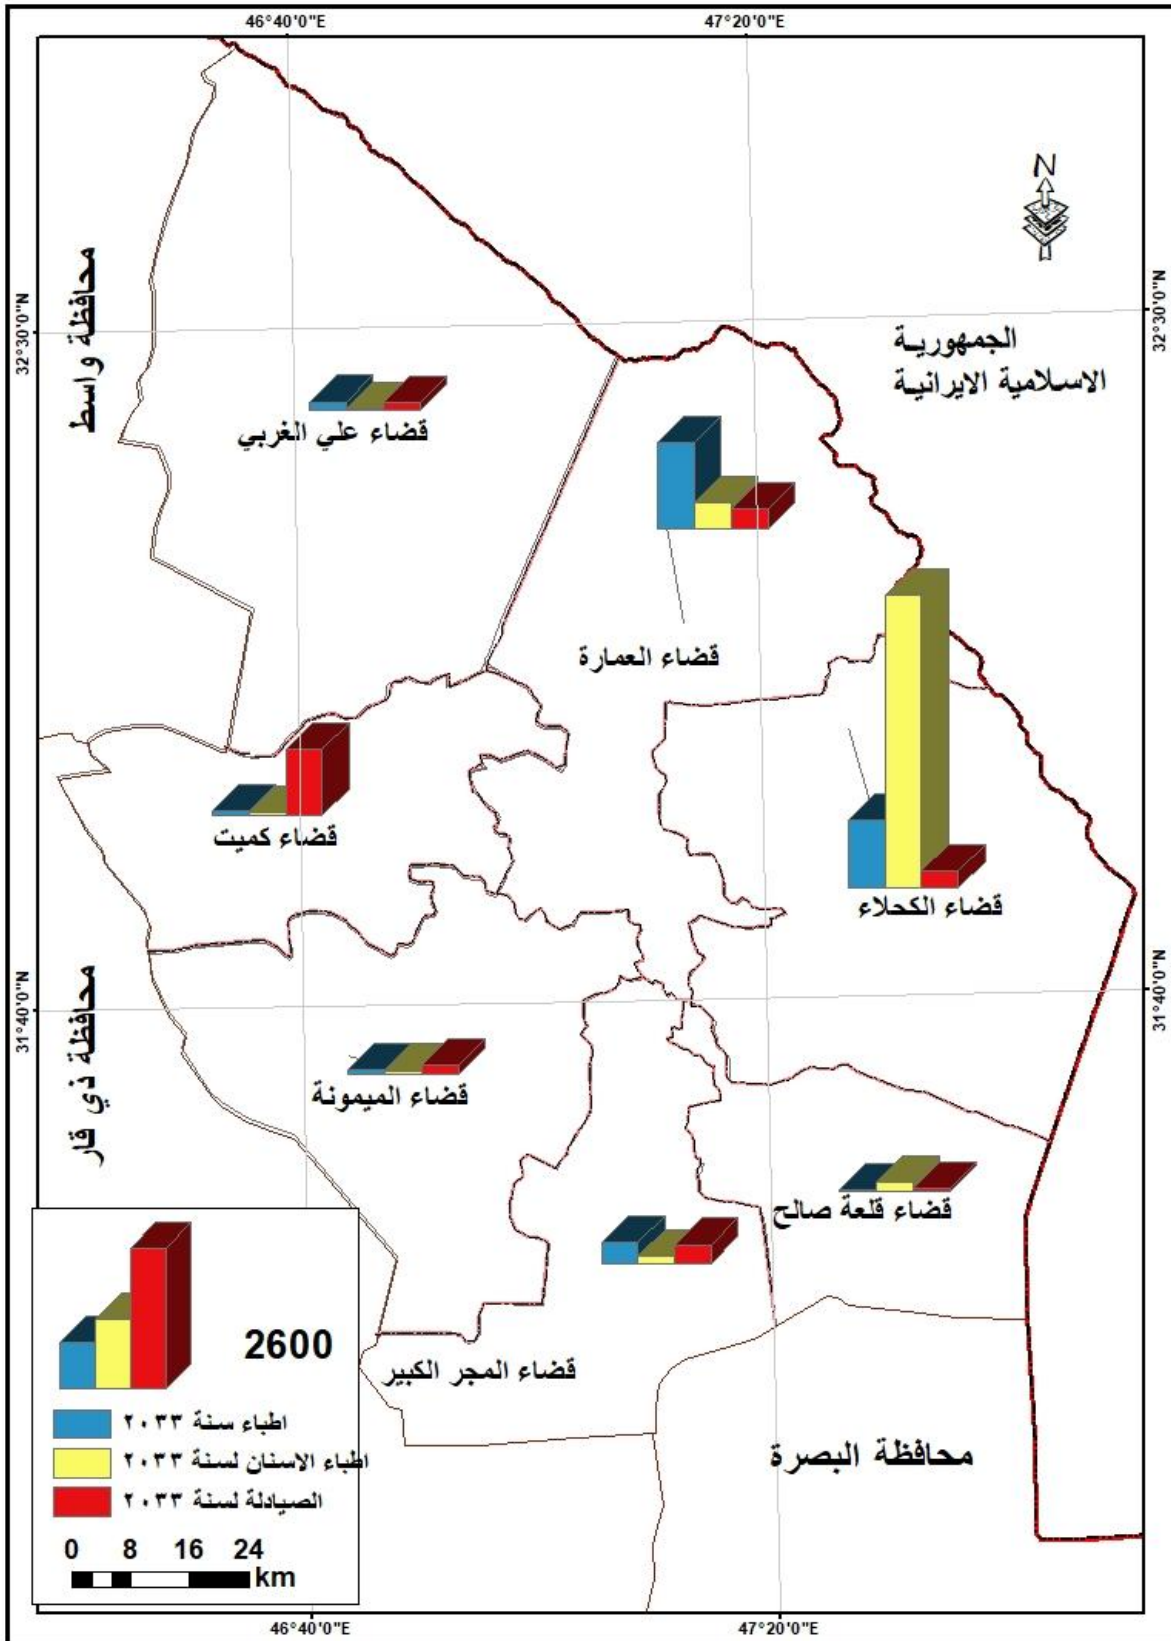 46°40'0"E
47°20'0"E
N
32°30'0"N
32°30'0"N
محافظة واسط
الجمهورية
الاسلامية الايرانية
قضاء علي الغربي
قضاء العمارة
قضاء كميت
قضاء الكحلاء
31°40'0"N
31°40'0"N
محافظة ذي قار
قضاء الميمونة
قضاء قلعة صالح
قضاء المجر الكبير
محافظة البصرة
2600
اطباء سنة ٢٠٣٣
اطباء الاسنان لسنة ٢٠٣٣
الصيادلة لسنة ٢٠٣٣
0 8 16 24
km
46°40'0"E
47°20'0"E